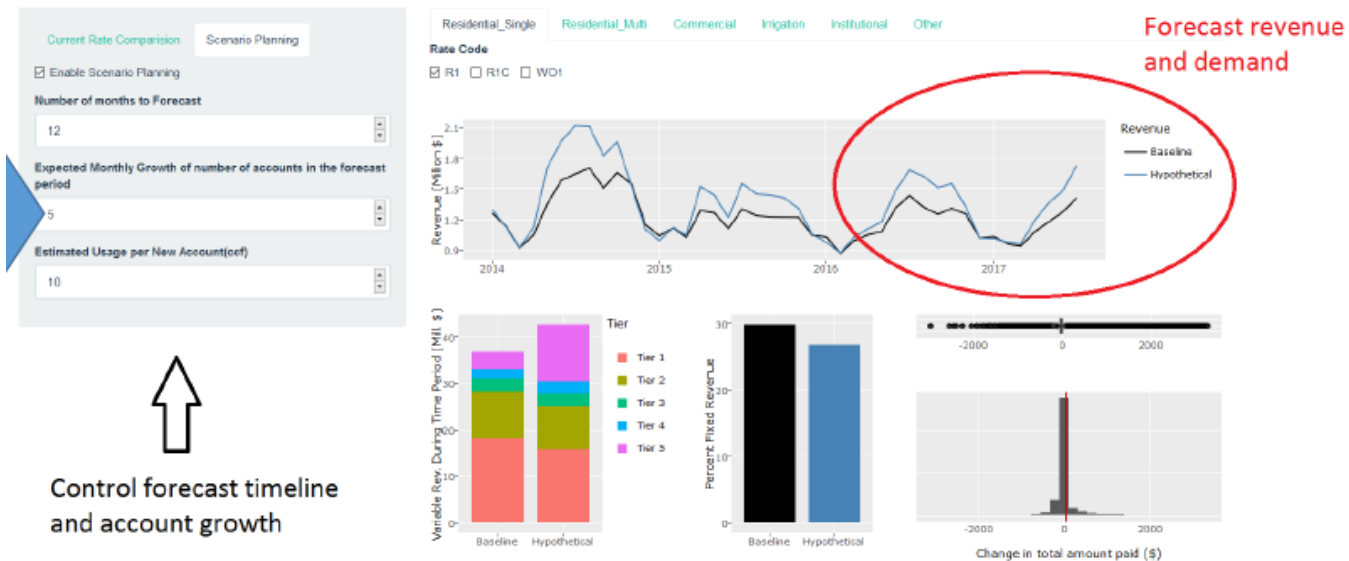 Current Rate Comparision
Scenario Planning
Enable Scenario Planning
Number of months to Forecast
12
Expected Monthly Growth of number of accounts in the forecast
period
5
Estimated Usage per New Account(ccf)
10
Control forecast timeline
and account growth
Residential_Single Residential_Multi Commercial Irrigation Institutional Other
Rate Code
R1 R1C WD1
Forecast revenue
and demand
Revenue [Million $]
2.1
1.8
1.5
1.2
0.9
2014 2015 2016 2017
Revenue
Baseline
Hypothetical
Variable Rev. During Time Period [Mill. $]
40
30
20
10
0
Baseline Hypothetical
Tier
Tier 1
Tier 2
Tier 3
Tier 4
Tier 5
Percent Fixed Revenue
30
20
10
0
Baseline Hypothetical
-2000 0 2000
-2000 0 2000
Change in total amount paid ($)